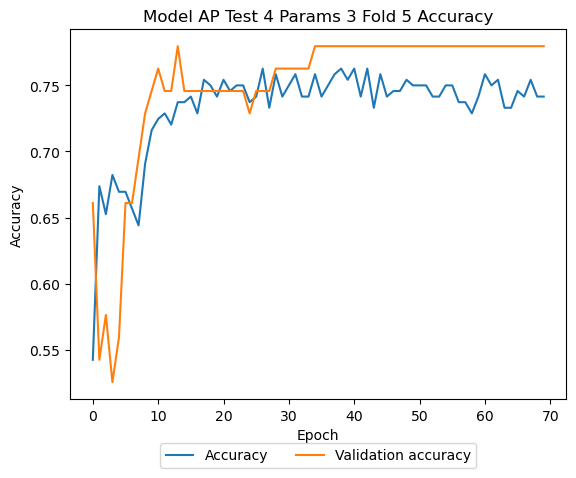 Model AP Test 4 Params 3 Fold 5 Accuracy
Accuracy
0.75
0.70
0.65
0.60
0.55
0 10 20 30 40 50 60 70
Epoch
Accuracy Validation accuracy